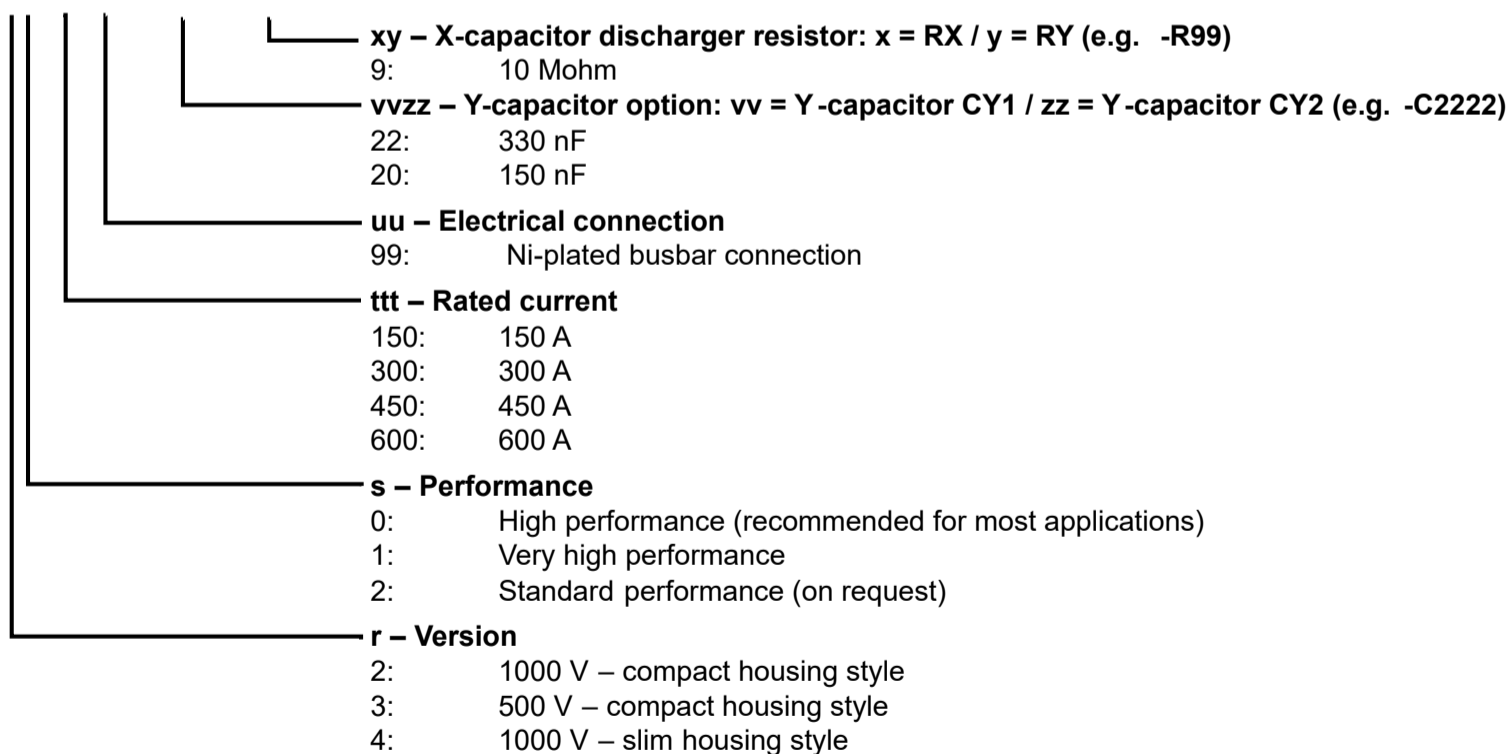 xy – X-capacitor discharger resistor: x = RX / y = RY (e.g. -R99)
9: 10 Mohm
vvzz – Y-capacitor option: vv = Y-capacitor CY1 / zz = Y-capacitor CY2 (e.g. -C2222)
22: 330 nF
20: 150 nF
uu – Electrical connection
99: Ni-plated busbar connection
ttt – Rated current
150: 150 A
300: 300 A
450: 450 A
600: 600 A
s – Performance
0: High performance (recommended for most applications)
1: Very high performance
2: Standard performance (on request)
r – Version
2: 1000 V – compact housing style
3: 500 V – compact housing style
4: 1000 V – slim housing style